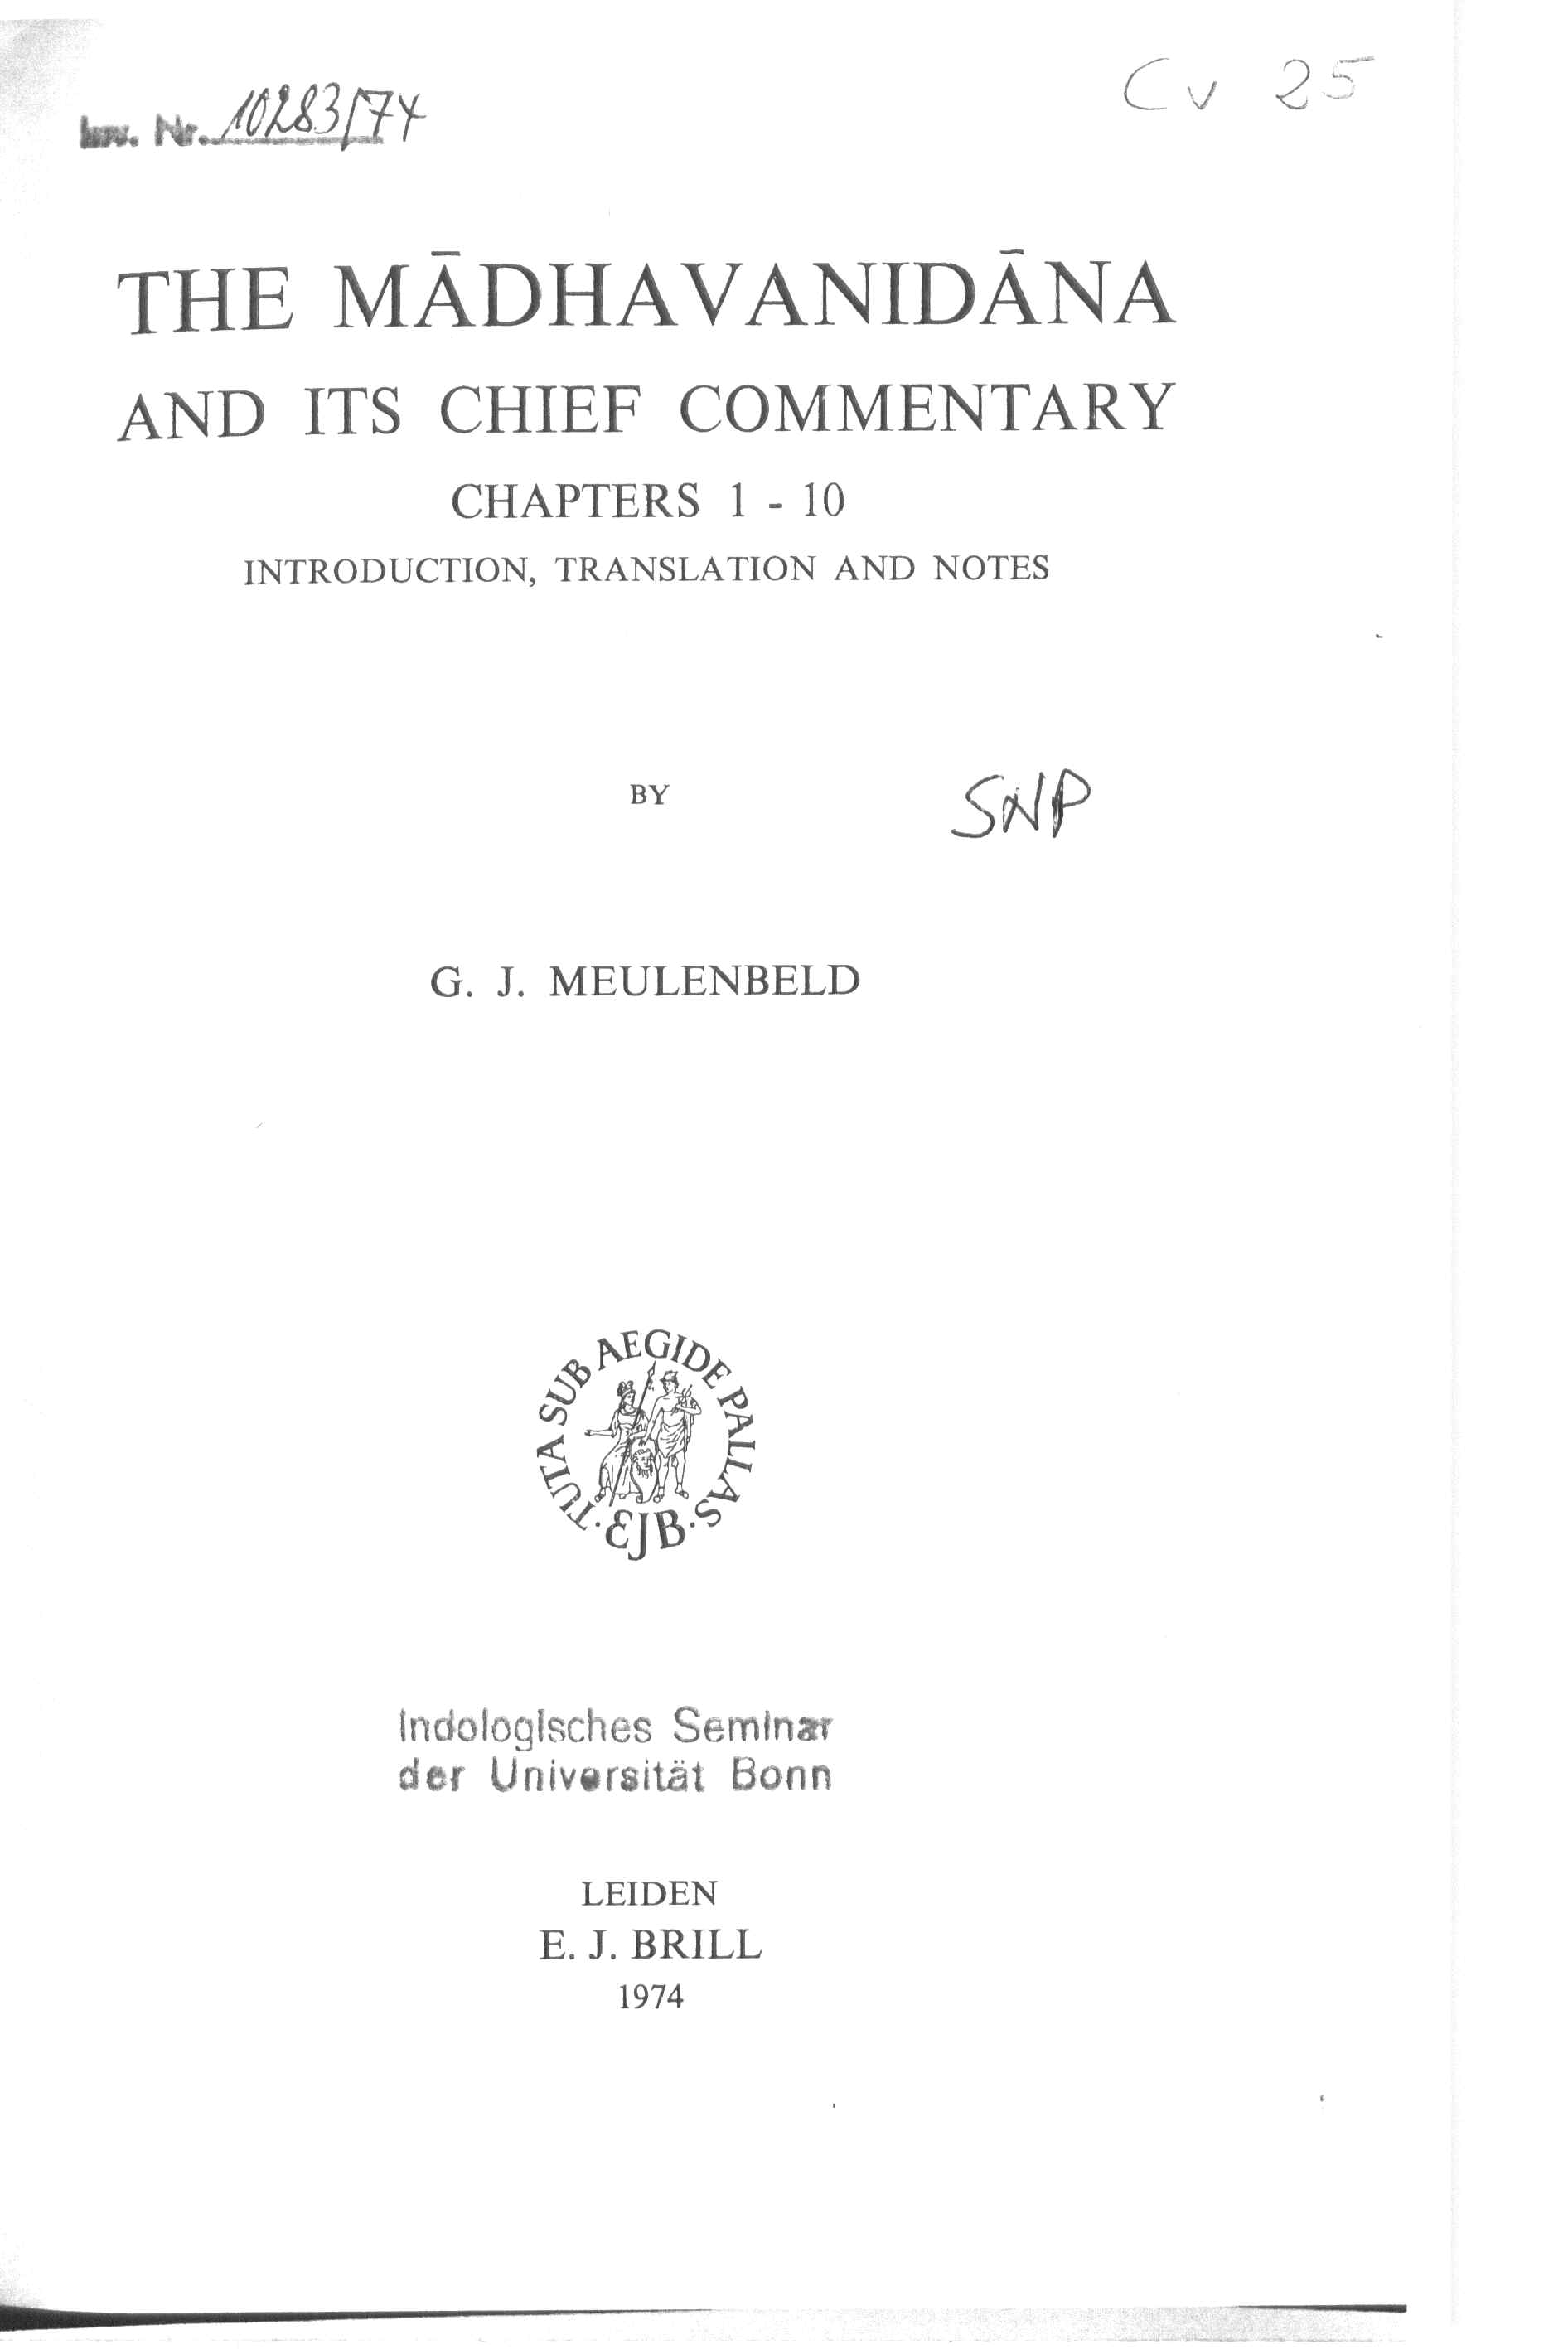 Inv. Nr. 10283/74
Cv 25
THE MĀDHAVANIDĀNA
AND ITS CHIEF COMMENTARY
CHAPTERS 1 - 10
INTRODUCTION, TRANSLATION AND NOTES
BY
SNP
G. J. MEULENBELD
TUTA SUB AEGIDE PALLAS
· EJB ·
Indologisches Seminar
der Universität Bonn
LEIDEN
E. J. BRILL
1974